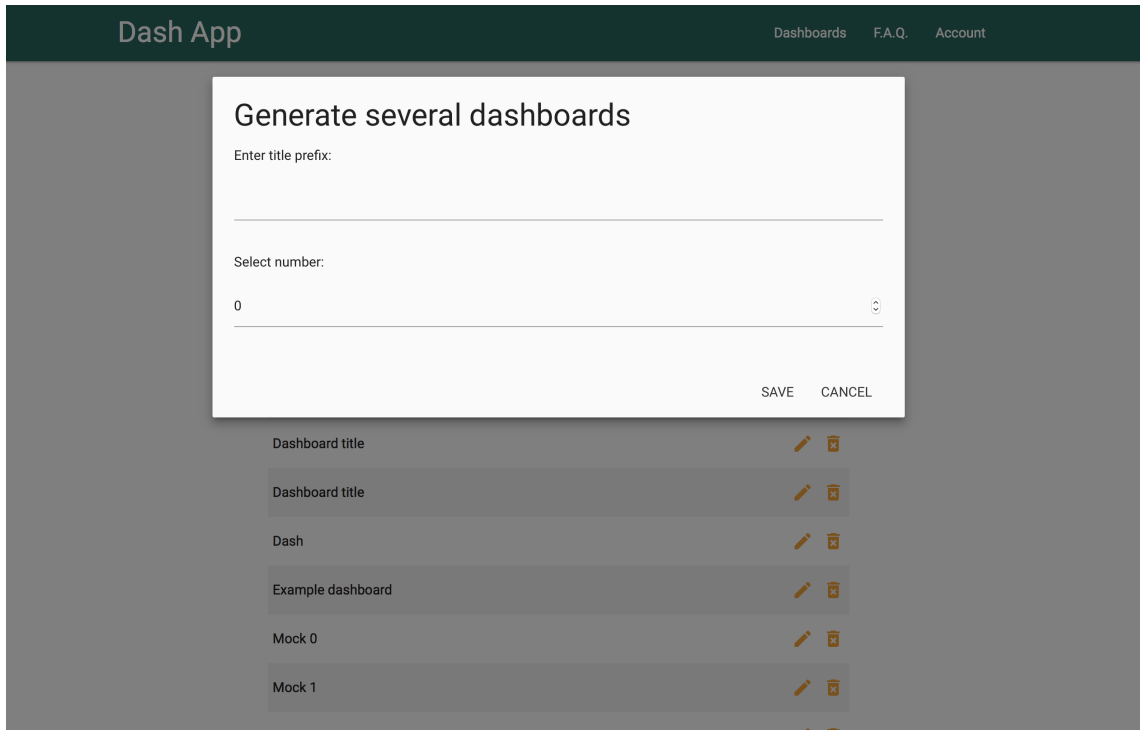 Dash App
Dashboards F.A.Q. Account
Generate several dashboards
Enter title prefix:
Select number:
0
SAVE CANCEL
Dashboard title
Dashboard title
Dash
Example dashboard
Mock 0
Mock 1